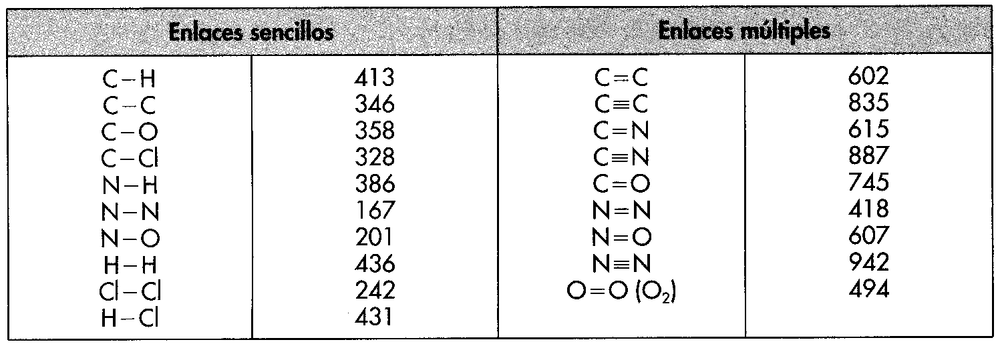 Enlaces sencillos Enlaces múltiples
C–H 413 C=C 602
C–C 346 C≡C 835
C–O 358 C=N 615
C–Cl 328 C≡N 887
N–H 386 C=O 745
N–N 167 N=N 418
N–O 201 N=O 607
H–H 436 N≡N 942
Cl–Cl 242 O=O (O₂) 494
H–Cl 431